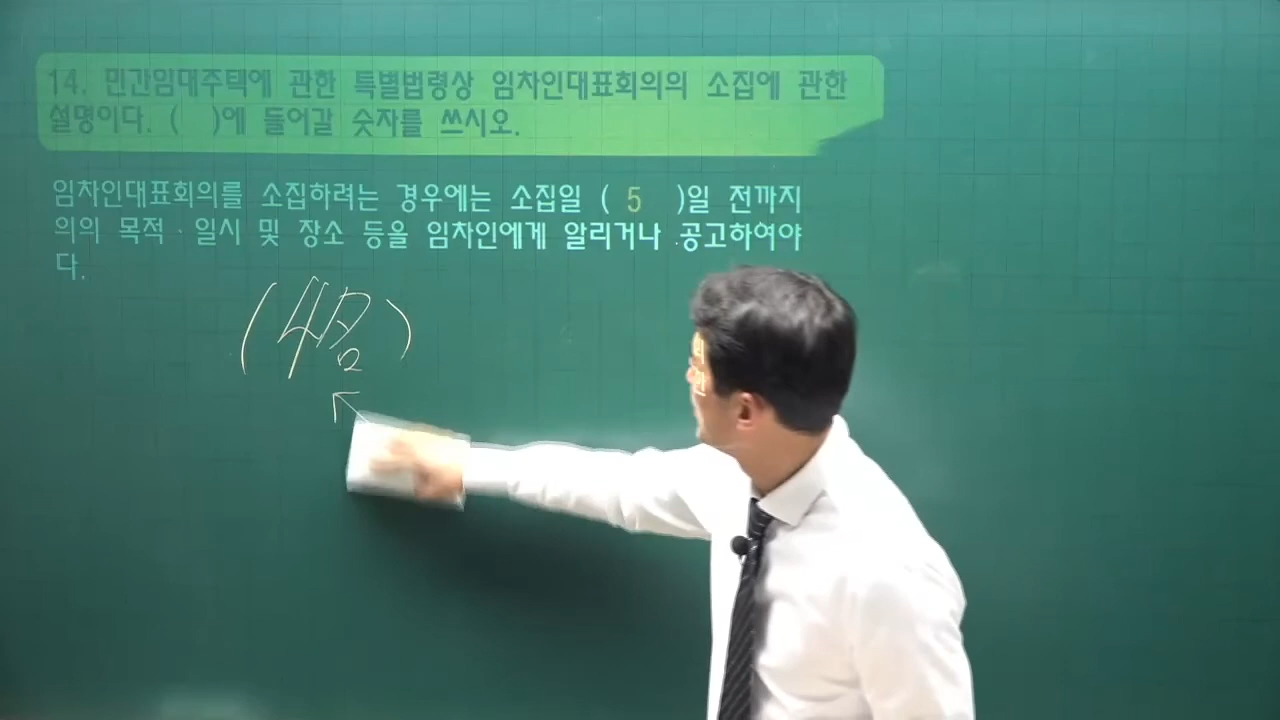 14. 민간임대주택에 관한 특별법령상 임차인대표회의의 소집에 관한
설명이다. ( )에 들어갈 숫자를 쓰시오.
임차인대표회의를 소집하려는 경우에는 소집일 ( 5 )일 전까지
의의 목적·일시 및 장소 등을 임차인에게 알리거나 공고하여야
다.